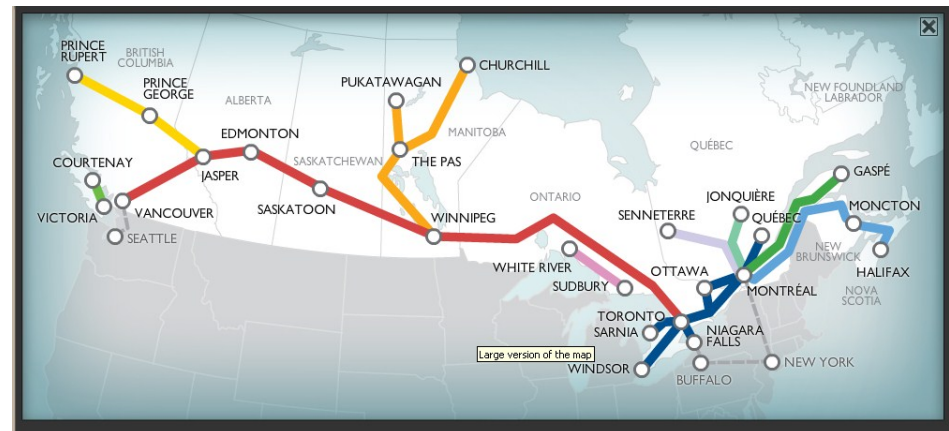 PRINCE
RUPERT
BRITISH
COLUMBIA
PRINCE
GEORGE
ALBERTA
EDMONTON
JASPER
COURTENAY
VICTORIA
VANCOUVER
SEATTLE
SASKATCHEWAN
SASKATOON
PUKATAWAGAN
CHURCHILL
MANITOBA
THE PAS
WINNIPEG
ONTARIO
WHITE RIVER
SUDBURY
QUÉBEC
NEW FOUNDLAND
LABRADOR
SENNETERRE
JONQUIÈRE
QUÉBEC
GASPÉ
MONCTON
NEW
BRUNSWICK
HALIFAX
NOVA
SCOTIA
OTTAWA
MONTRÉAL
TORONTO
SARNIA
NIAGARA
FALLS
WINDSOR
BUFFALO
NEW YORK
Large version of the map